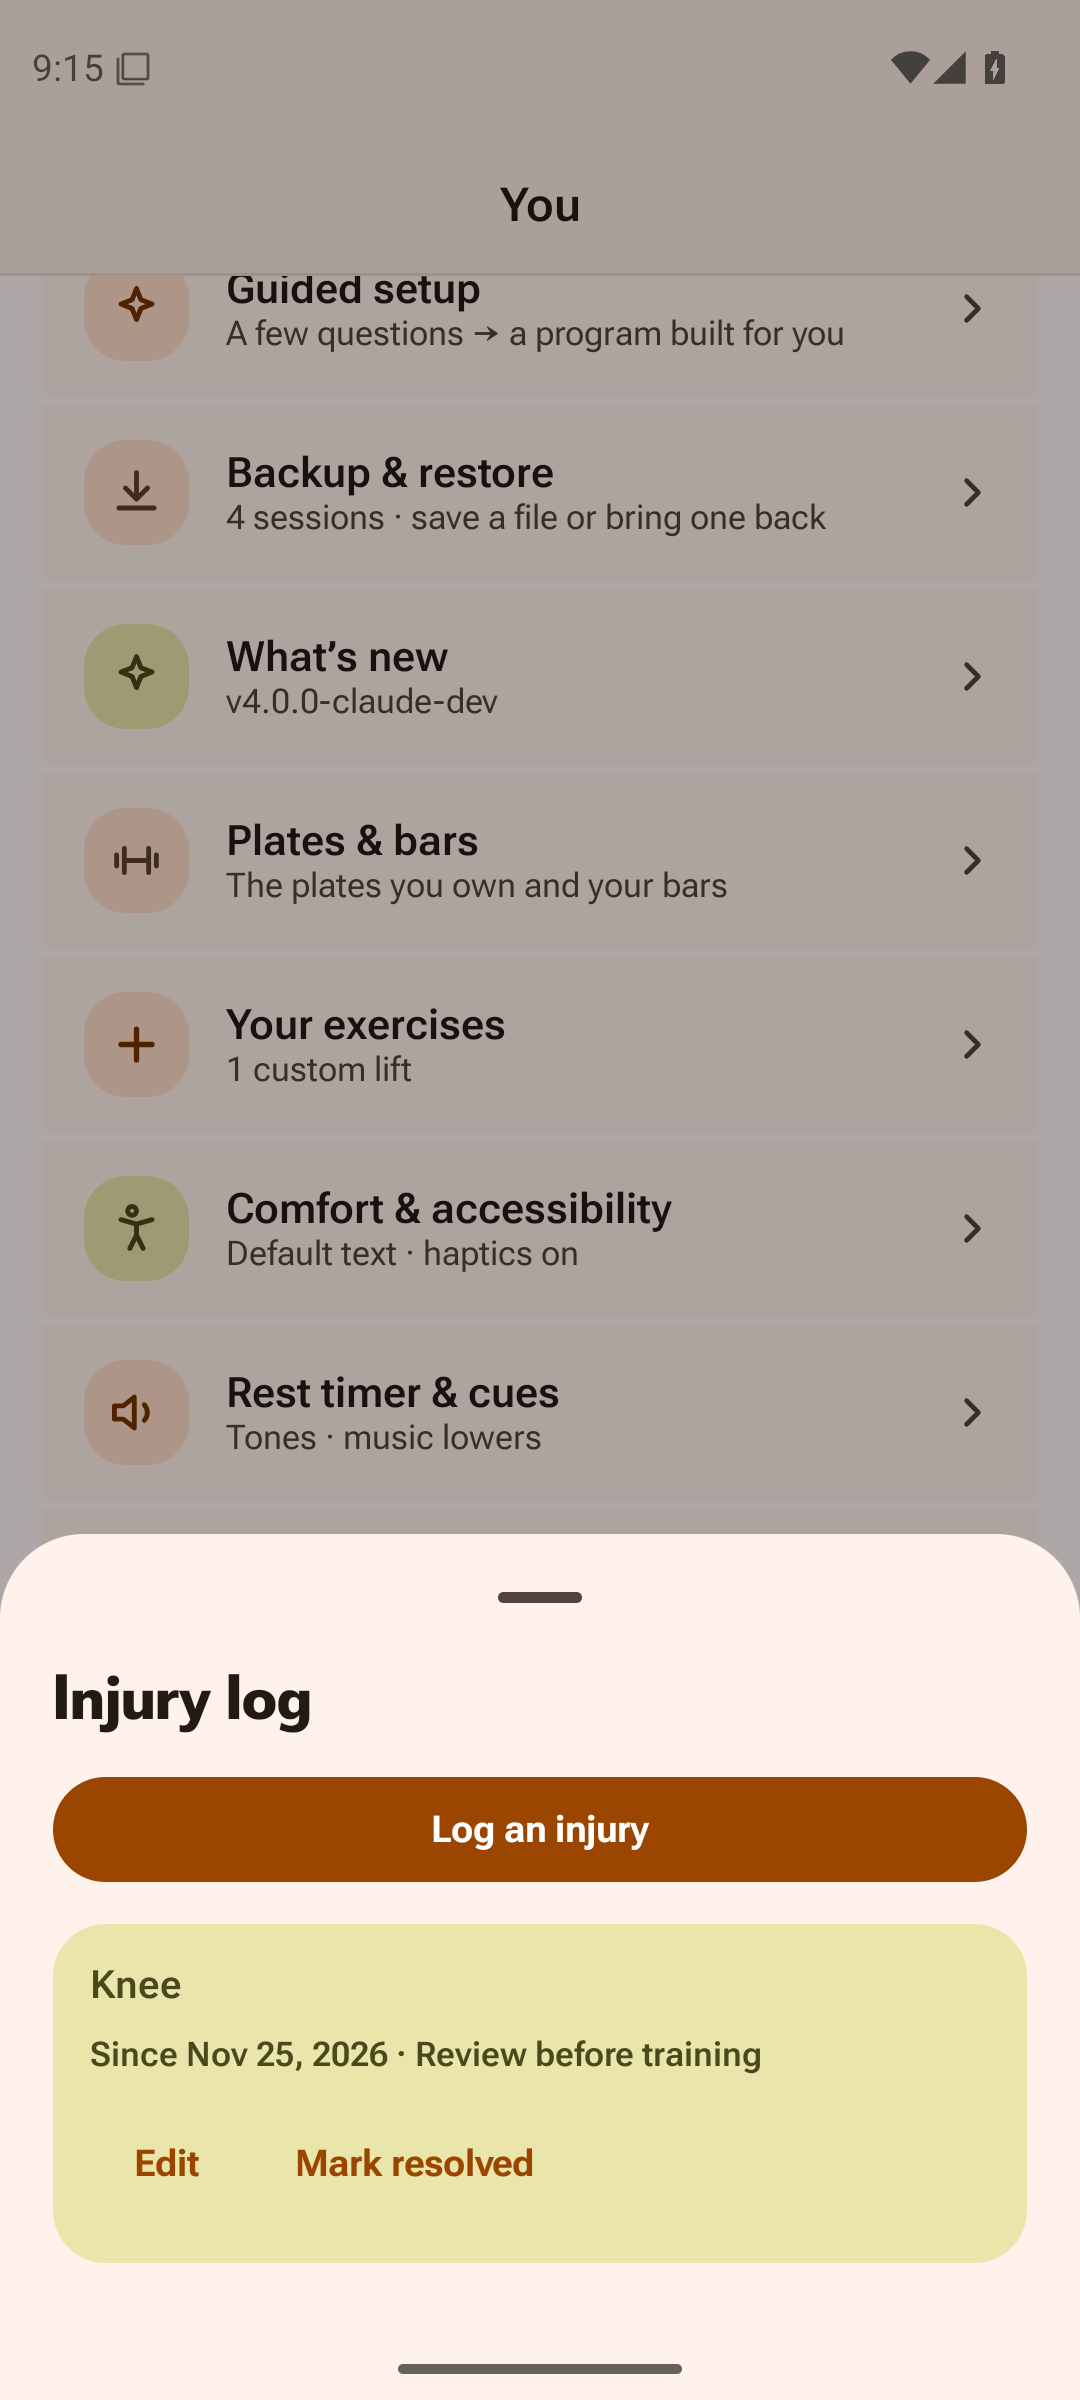 9:15
You
Guided setup
A few questions → a program built for you
Backup & restore
4 sessions · save a file or bring one back
What’s new
v4.0.0-claude-dev
Plates & bars
The plates you own and your bars
Your exercises
1 custom lift
Comfort & accessibility
Default text · haptics on
Rest timer & cues
Tones · music lowers
Injury log
Log an injury
Knee
Since Nov 25, 2026 · Review before training
Edit Mark resolved